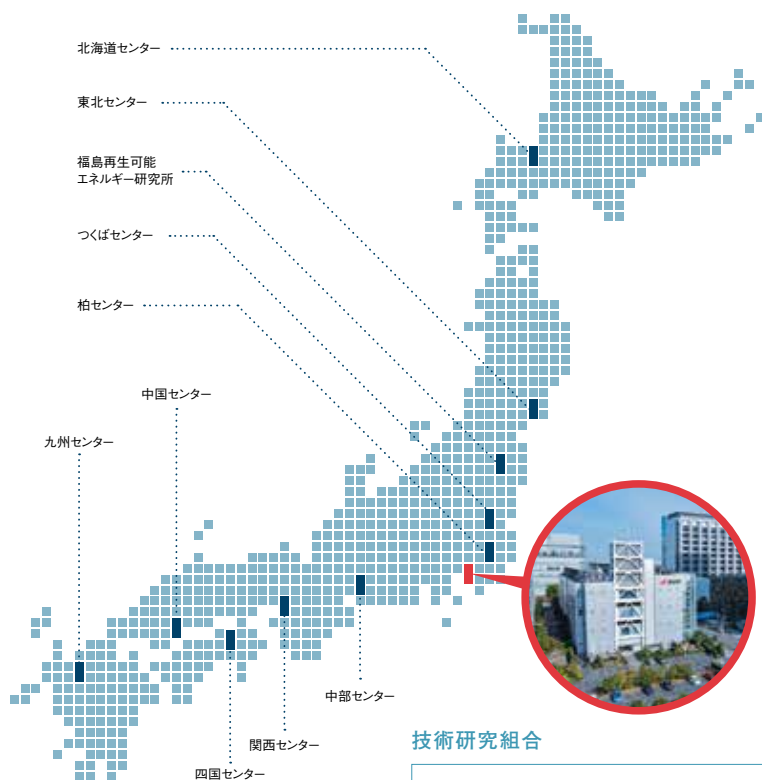 北海道センター
東北センター
福島再生可能
エネルギー研究所
つくばセンター
柏センター
中国センター
九州センター
中部センター
関西センター
四国センター
技術研究組合